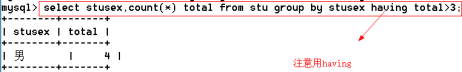 mysql> select stusex,count(*) total from stu group by stusex having total>3;
+--------+-------+
| stusex | total |
+--------+-------+
| 男 | 4 |
+--------+-------+
注意用having